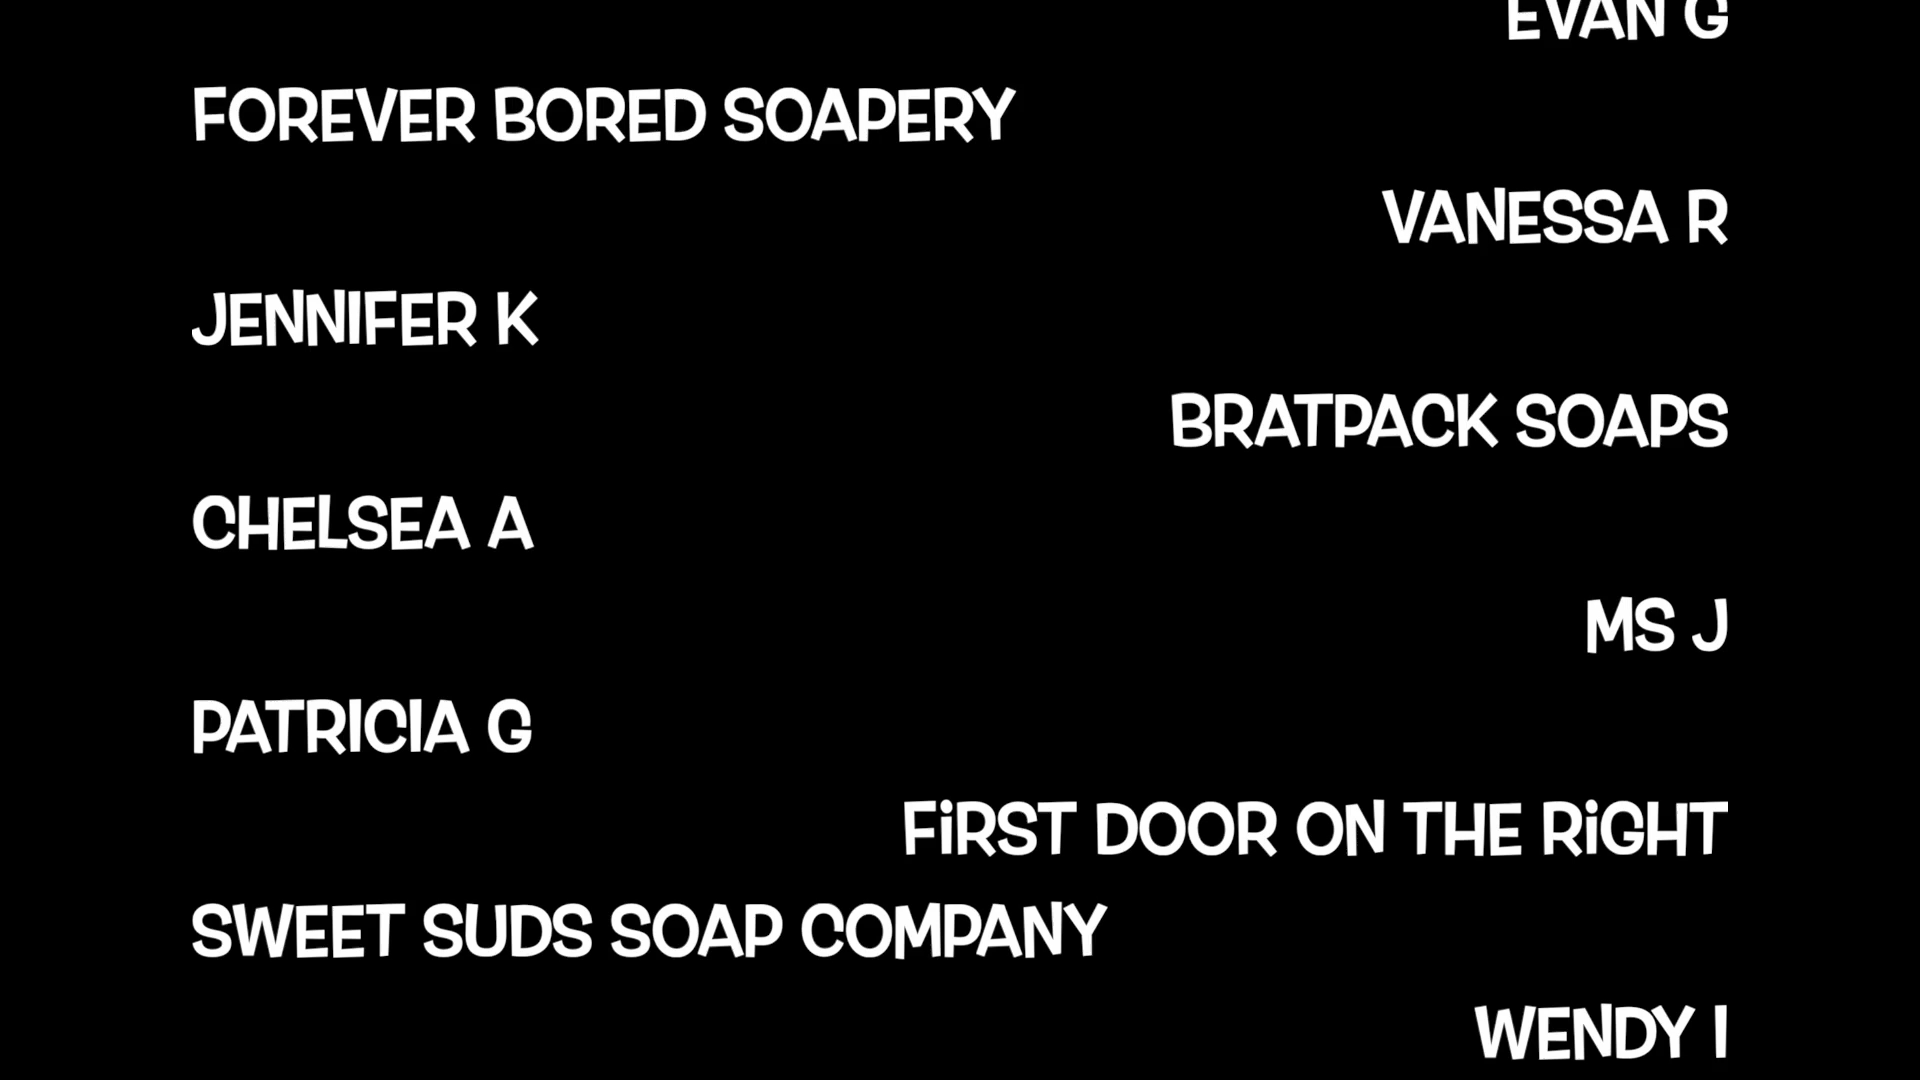 EVAN G
FOREVER BORED SOAPERY
VANESSA R
JENNIFER K
BRATPACK SOAPS
CHELSEA A
MS J
PATRICIA G
FiRST DOOR ON THE RiGHT
SWEET SUDS SOAP COMPANY
WENDY I